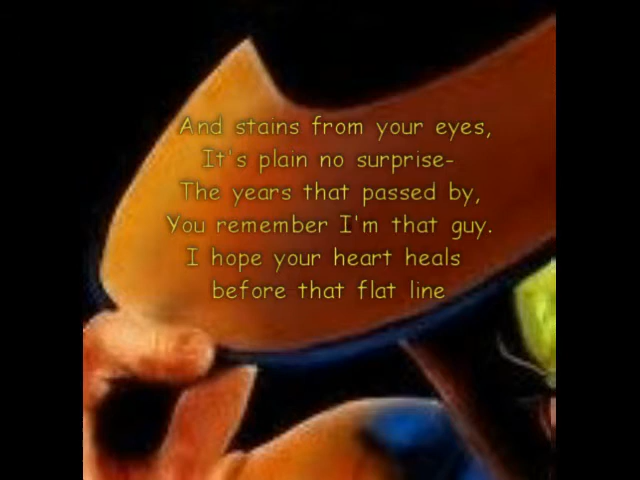 And stains from your eyes,
It's plain no surprise-
The years that passed by,
You remember I'm that guy.
I hope your heart heals
before that flat line